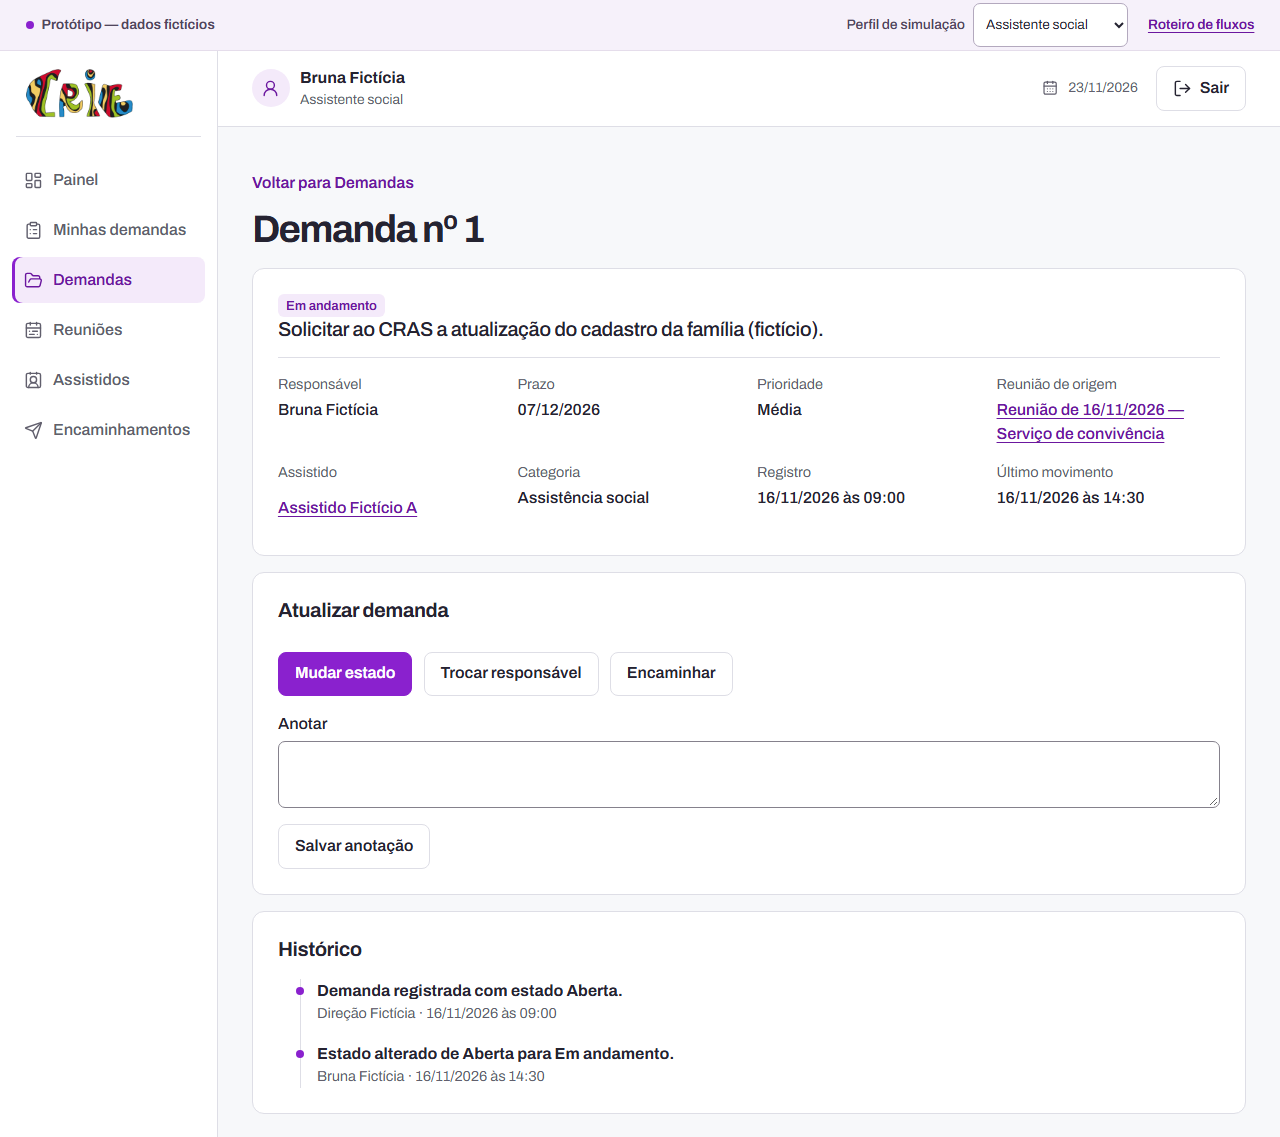 Protótipo — dados fictícios
Perfil de simulação
Assistente social
Roteiro de fluxos
Criê
Bruna Fictícia
Assistente social
23/11/2026
Sair
Painel
Minhas demandas
Demandas
Reuniões
Assistidos
Encaminhamentos
Voltar para Demandas
Demanda nº 1
Em andamento
Solicitar ao CRAS a atualização do cadastro da família (fictício).
Responsável
Prazo
Prioridade
Reunião de origem
Bruna Fictícia
07/12/2026
Média
Reunião de 16/11/2026 —
Serviço de convivência
Assistido
Categoria
Registro
Último movimento
Assistido Fictício A
Assistência social
16/11/2026 às 09:00
16/11/2026 às 14:30
Atualizar demanda
Mudar estado
Trocar responsável
Encaminhar
Anotar
Salvar anotação
Histórico
Demanda registrada com estado Aberta.
Direção Fictícia · 16/11/2026 às 09:00
Estado alterado de Aberta para Em andamento.
Bruna Fictícia · 16/11/2026 às 14:30